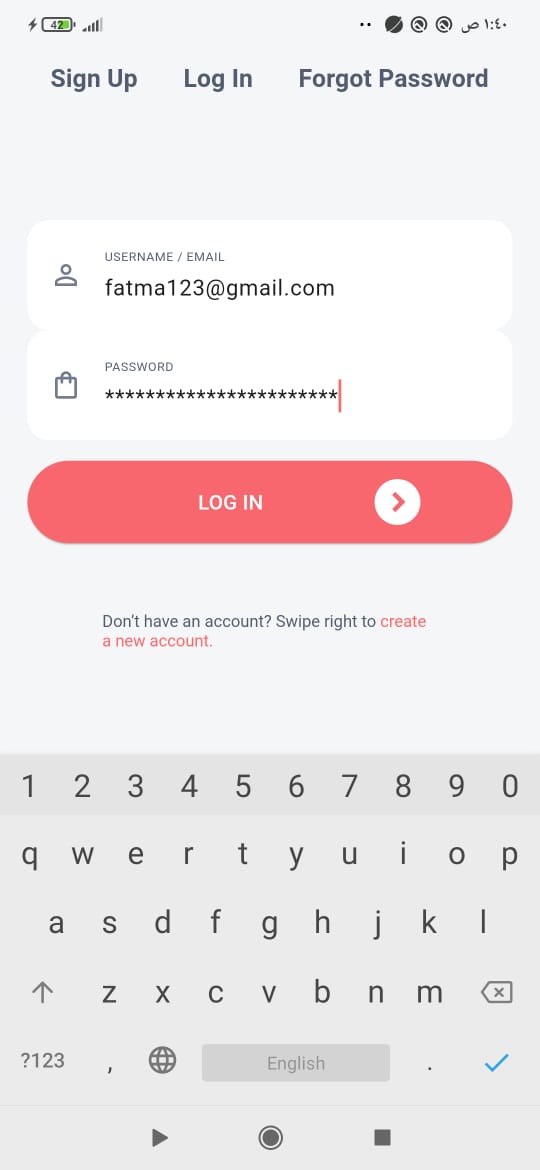 42 ١:٤٠ ص
Sign Up Log In Forgot Password
USERNAME / EMAIL
fatma123@gmail.com
PASSWORD
***********************
LOG IN
Don't have an account? Swipe right to create
a new account.
1 2 3 4 5 6 7 8 9 0
q w e r t y u i o p
a s d f g h j k l
z x c v b n m
?123 , English .